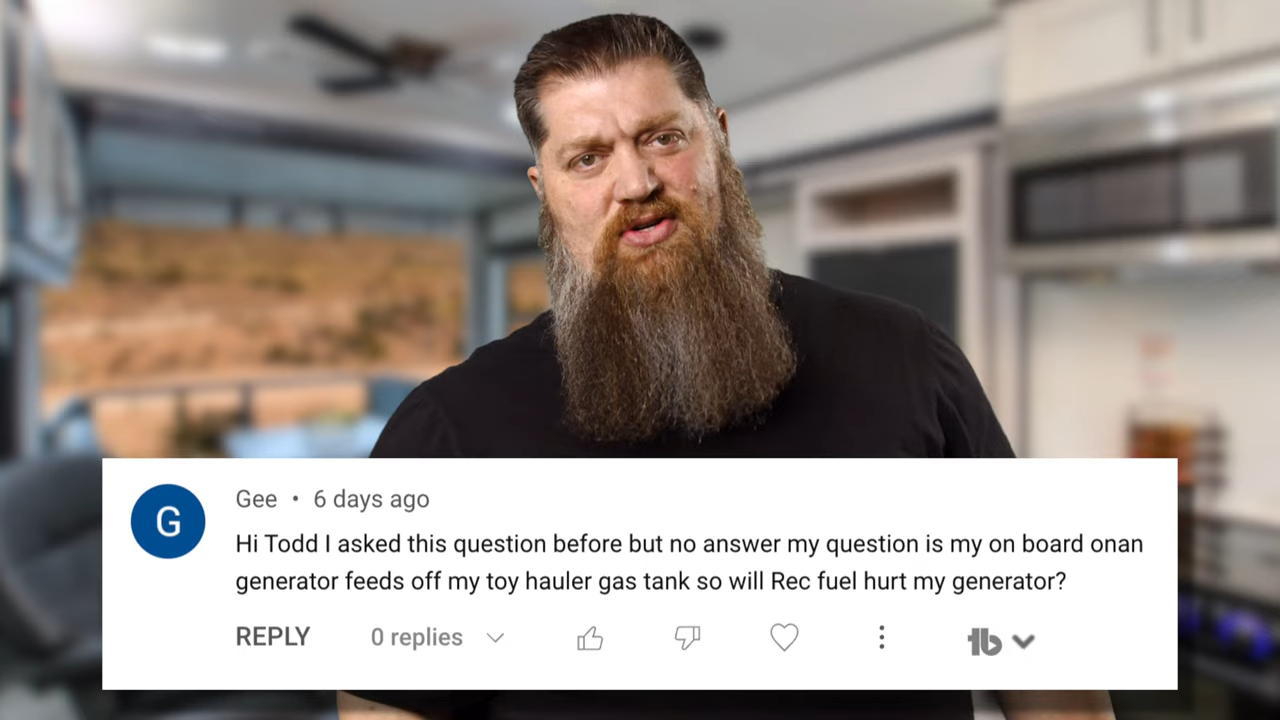 G
Gee • 6 days ago
Hi Todd I asked this question before but no answer my question is my on board onan
generator feeds off my toy hauler gas tank so will Rec fuel hurt my generator?
REPLY 0 replies
tb